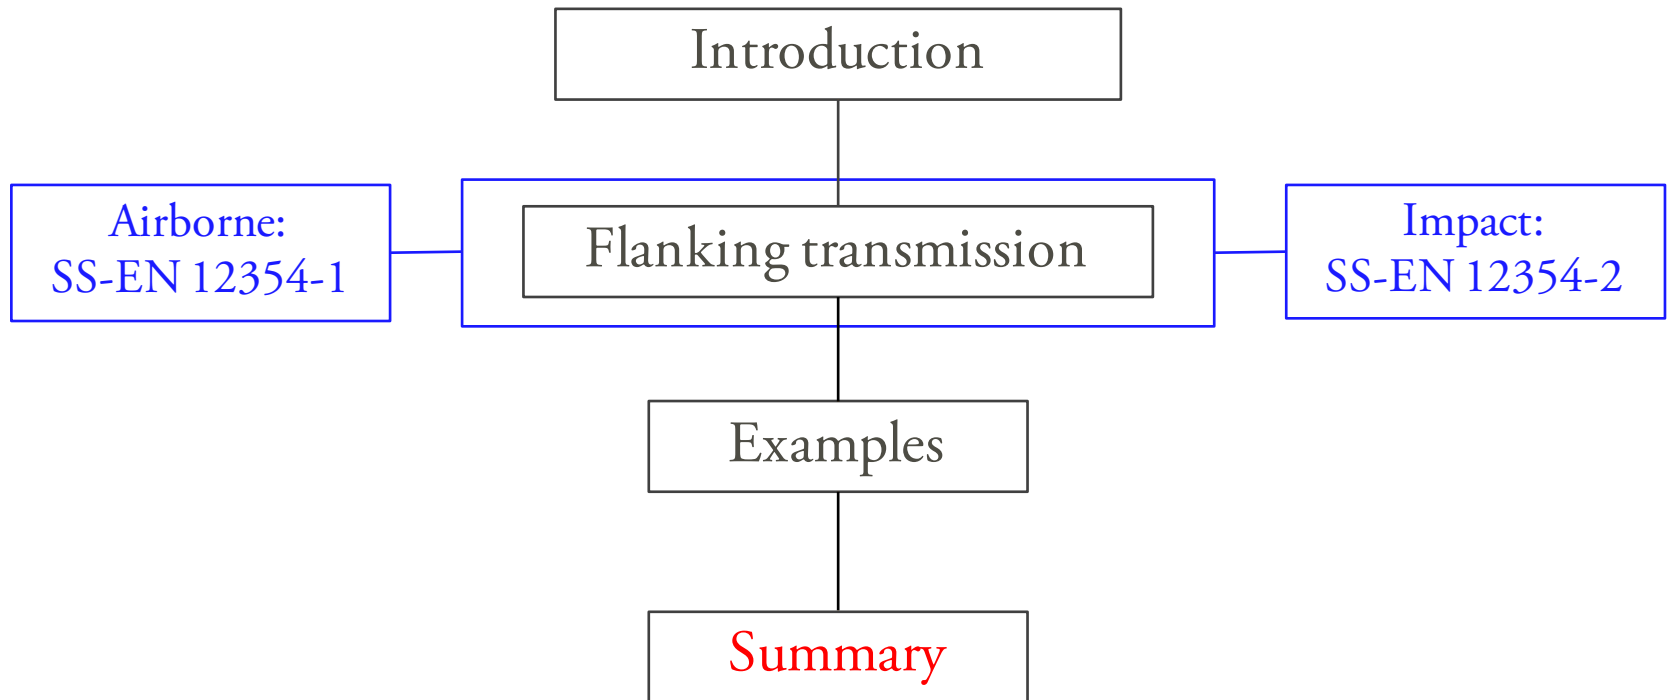 Introduction
Airborne:
SS-EN 12354-1
Flanking transmission
Impact:
SS-EN 12354-2
Examples
Summary